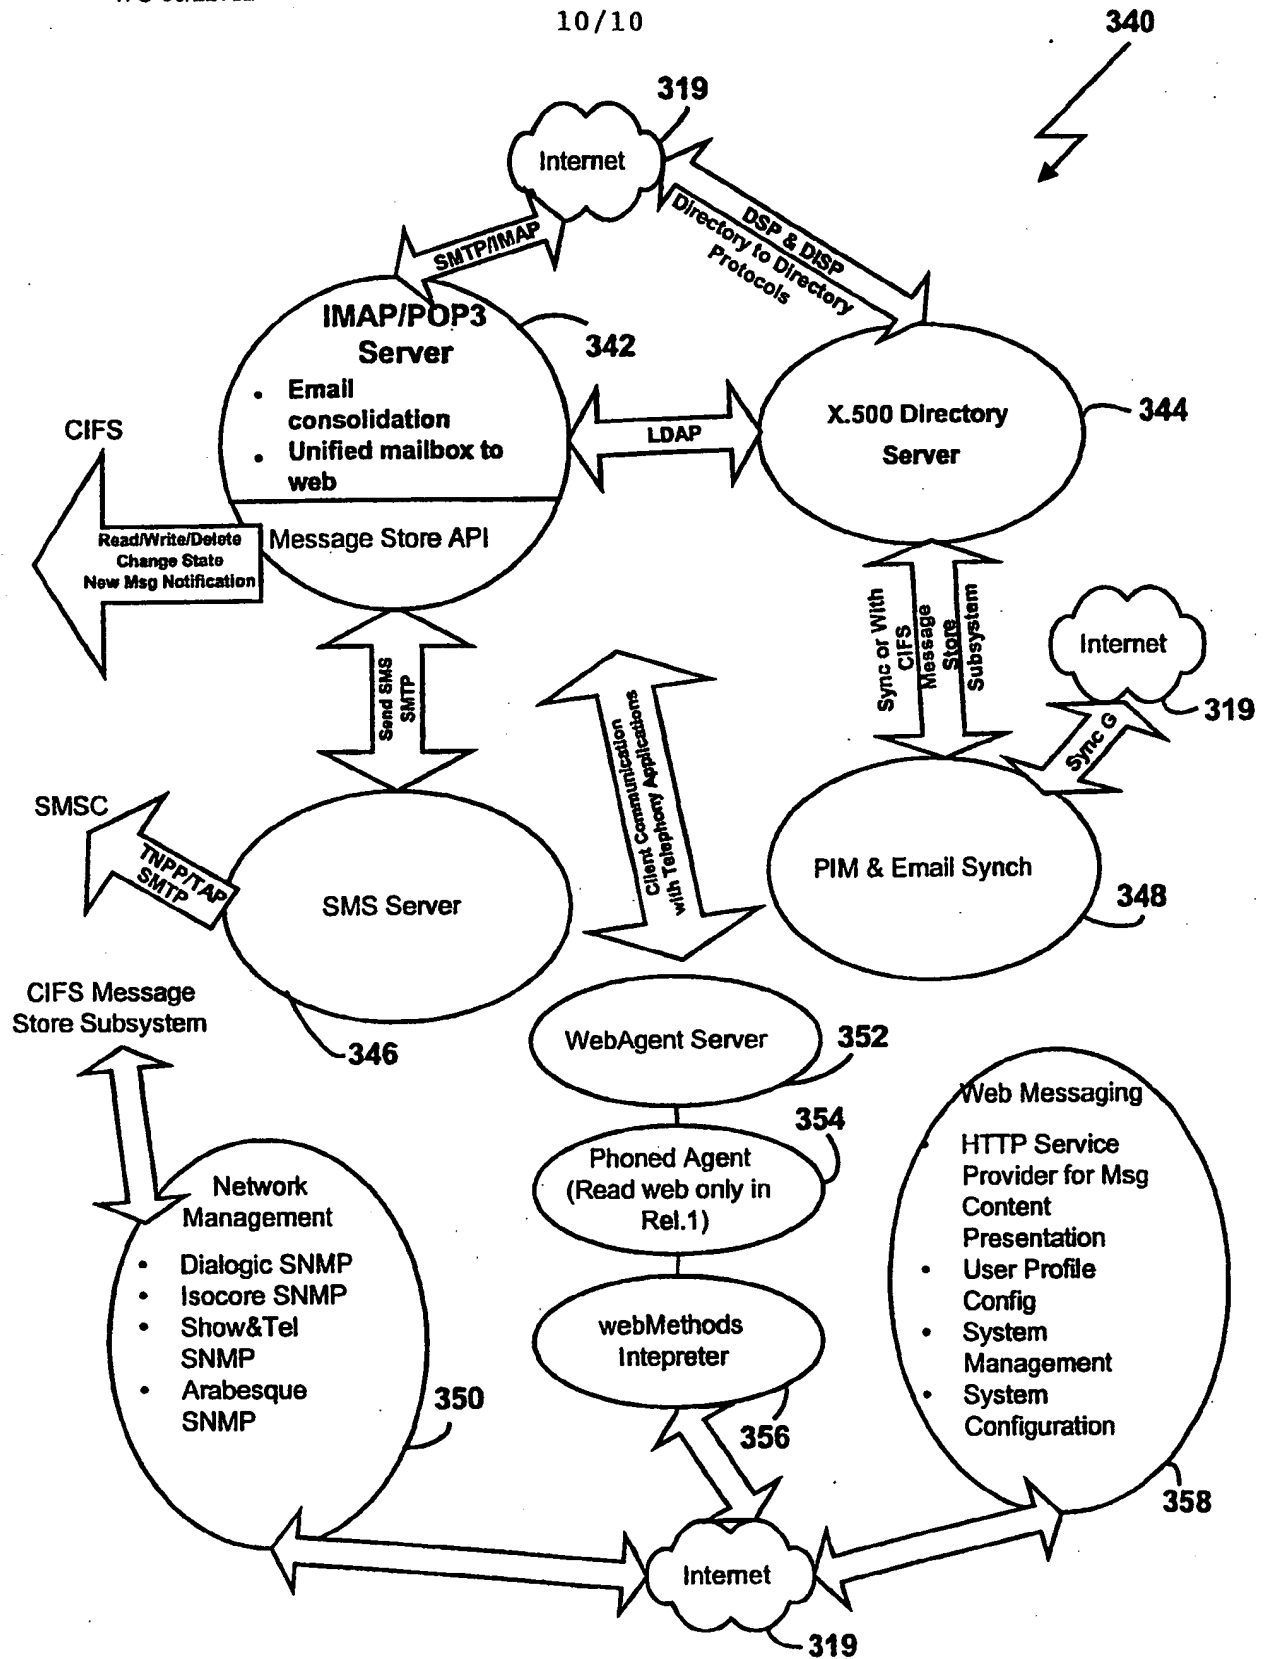 10/10
340
319
Internet
SMTP/IMAP
DSP & DISP
Directory to Directory
Protocols
IMAP/POP3
Server
• Email
consolidation
• Unified mailbox to
web
Message Store API
342
LDAP
X.500 Directory
Server
344
CIFS
Read/Write/Delete
Change State
New Msg Notification
Send SMS
SMTP
Sync or With
CIFS
Message
Store
Subsystem
Internet
319
Sync G
Client Communication
with Telephony Applications
SMSC
TNPP/TAP
SMTP
SMS Server
346
PIM & Email Synch
348
CIFS Message
Store Subsystem
WebAgent Server
352
354
Phoned Agent
(Read web only in
Rel.1)
webMethods
Intepreter
356
Network
Management
• Dialogic SNMP
• Isocore SNMP
• Show&Tel
SNMP
• Arabesque
SNMP
350
Web Messaging
• HTTP Service
Provider for Msg
Content
Presentation
• User Profile
Config
• System
Management
• System
Configuration
358
Internet
319